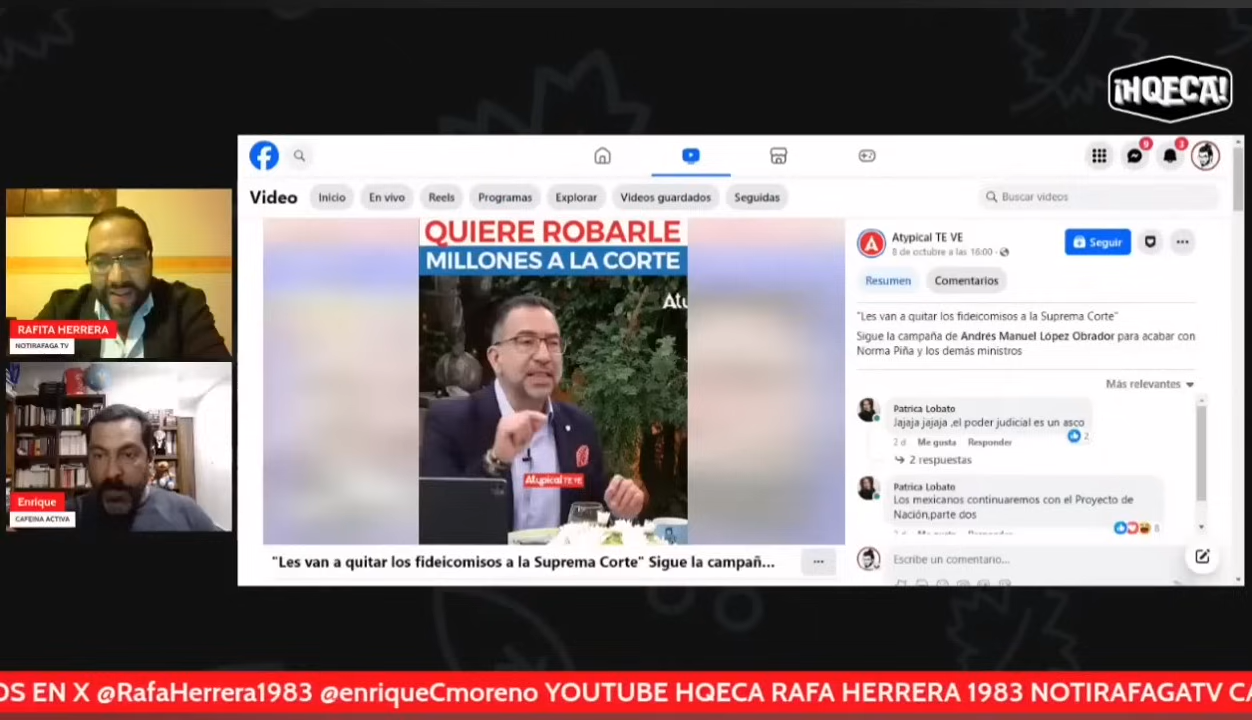 ¡HQECA!
9
3
Video
Inicio
En vivo
Reels
Programas
Explorar
Videos guardados
Seguidas
Buscar videos
QUIERE ROBARLE
MILLONES A LA CORTE
Atypical TE VE
"Les van a quitar los fideicomisos a la Suprema Corte" Sigue la campañ...
Atypical TE VE
8 de octubre a las 16:00
Seguir
Resumen
Comentarios
"Les van a quitar los fideicomisos a la Suprema Corte"
Sigue la campaña de Andrés Manuel López Obrador para acabar con
Norma Piña y los demás ministros
Más relevantes
Patrica Lobato
Jajaja jajaja ,el poder judicial es un asco
2 d Me gusta Responder
2
2 respuestas
Patrica Lobato
Los mexicanos continuaremos con el Proyecto de
Nación,parte dos
8
Escribe un comentario...
RAFITA HERRERA
NOTIRAFAGA TV
Enrique
CAFEINA ACTIVA
OS EN X @RafaHerrera1983 @enriqueCmoreno YOUTUBE HQECA RAFA HERRERA 1983 NOTIRAFAGATV CA